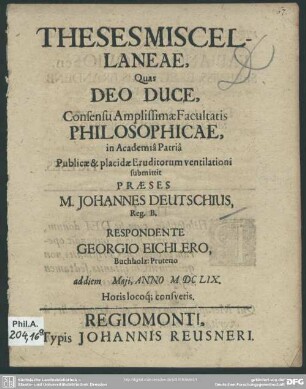 THESES MISCEL-
LANEAE,
Quas
DEO DUCE,
Consensu Amplissimæ Facultatis
PHILOSOPHICAE,
in Academiâ Patriâ
Publicæ & placidæ Eruditorum ventilationi
submittit
PRÆSES
M. JOHANNES DEUTSCHIUS,
Reg. B.
RESPONDENTE
GEORGIO EICHLERO,
Buchholz: Pruteno
ad diem Maji, ANNO M DC LIX.
Horis locoq; consvetis.
REGIOMONTI,
Typis JOHANNIS REUSNERI.
Phil.A.
204,16